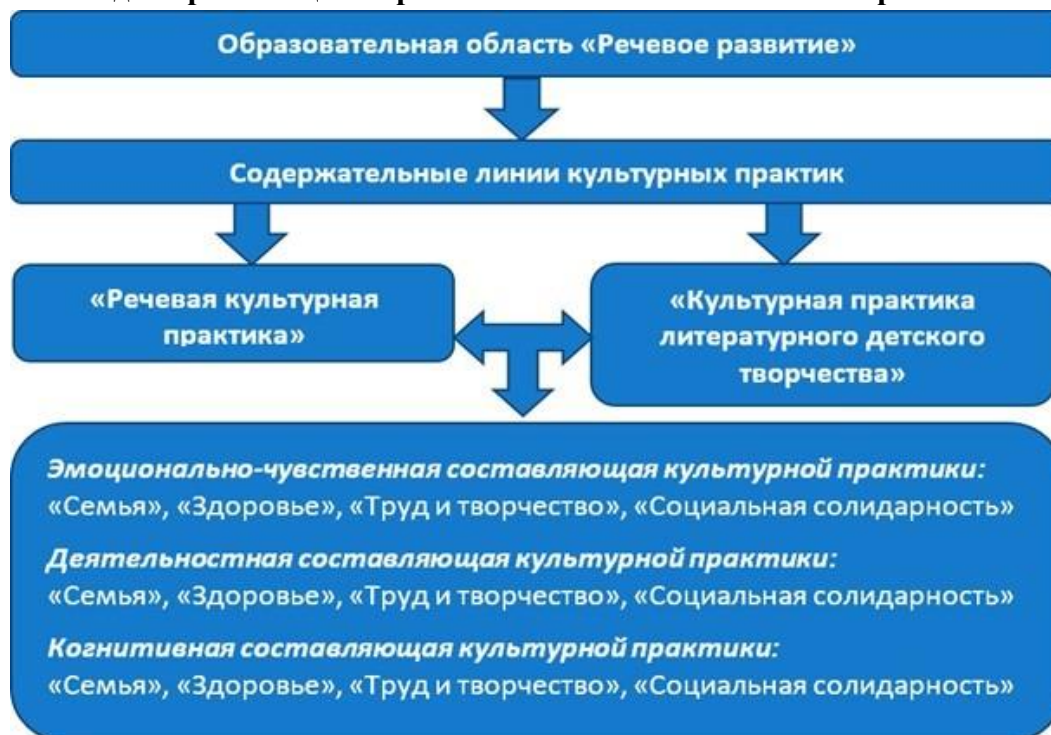 Образовательная область «Речевое развитие»
Содержательные линии культурных практик
«Речевая культурная
практика»
«Культурная практика
литературного детского
творчества»
Эмоционально-чувственная составляющая культурной практики:
«Семья», «Здоровье», «Труд и творчество», «Социальная солидарность»
Деятельностная составляющая культурной практики:
«Семья», «Здоровье», «Труд и творчество», «Социальная солидарность»
Когнитивная составляющая культурной практики:
«Семья», «Здоровье», «Труд и творчество», «Социальная солидарность»